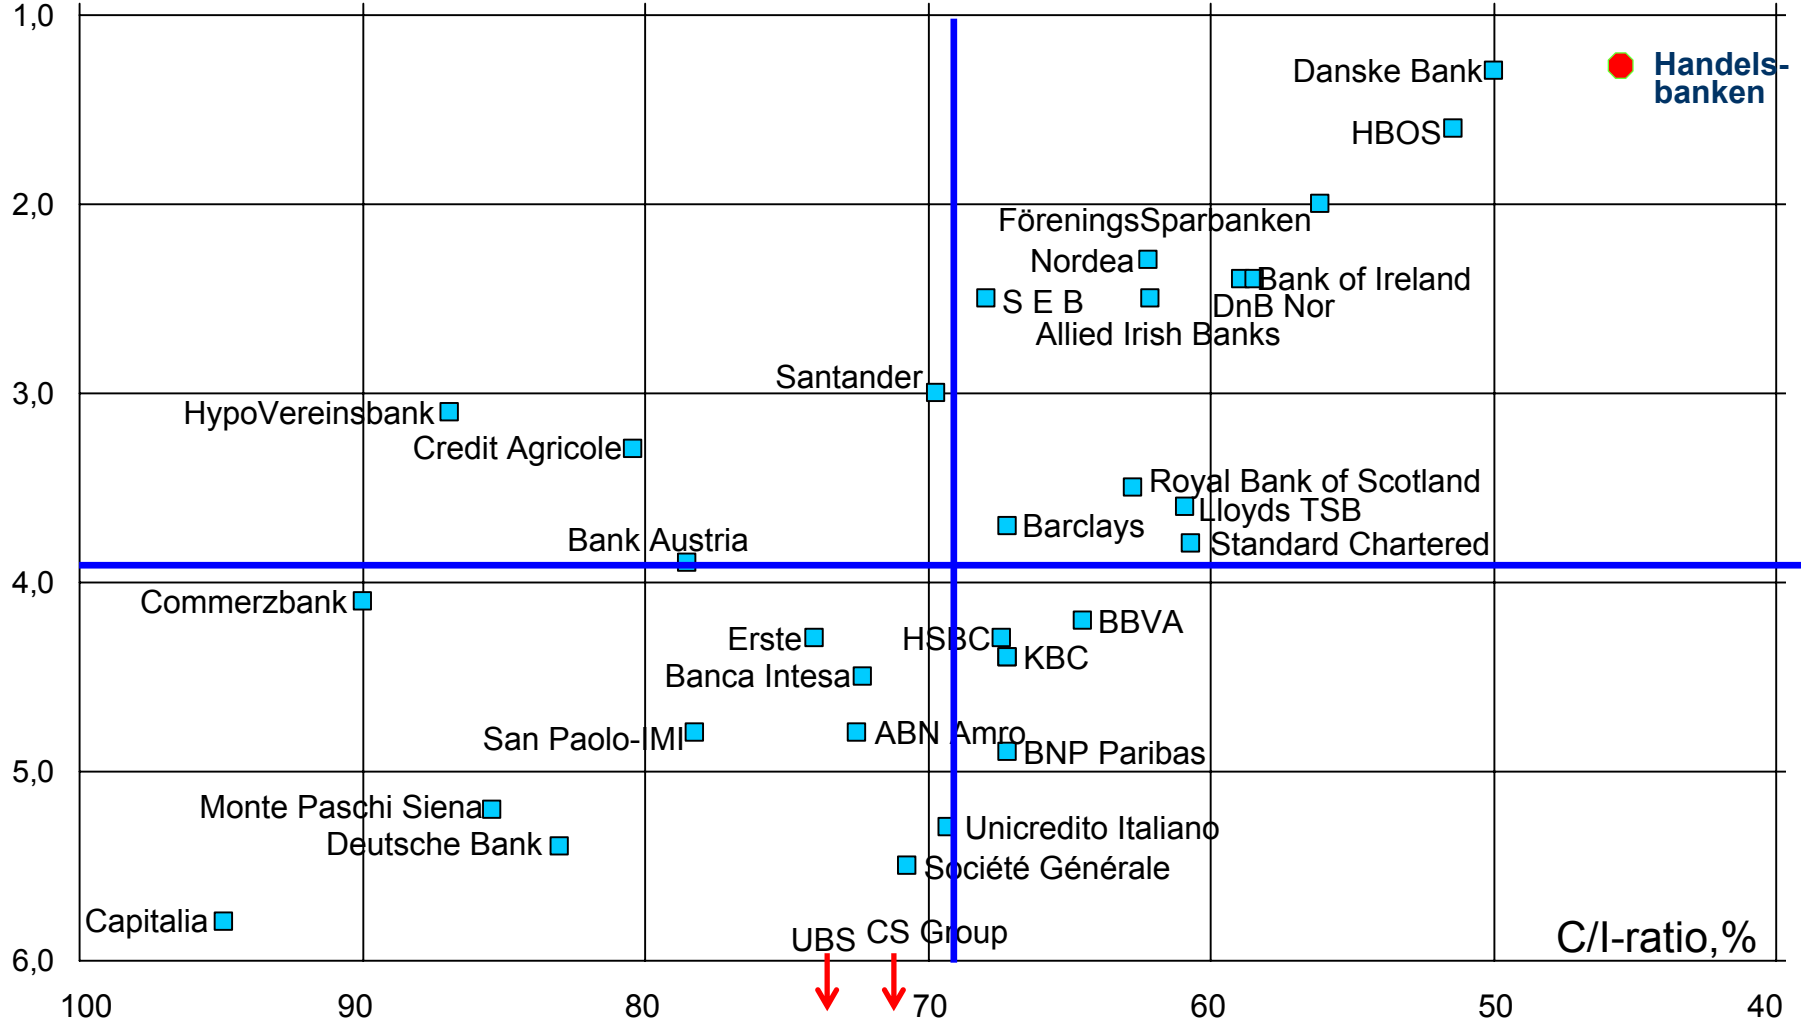 1,0
Danske Bank
Handels-
banken
HBOS
2,0
FöreningsSparbanken
Nordea
Bank of Ireland
S E B
DnB Nor
Allied Irish Banks
Santander
3,0
HypoVereinsbank
Credit Agricole
Royal Bank of Scotland
Lloyds TSB
Barclays
Bank Austria
Standard Chartered
4,0
Commerzbank
BBVA
Erste
HSBC
KBC
Banca Intesa
San Paolo-IMI
ABN Amro
BNP Paribas
5,0
Monte Paschi Siena
Unicredito Italiano
Deutsche Bank
Société Générale
Capitalia
UBS
CS Group
C/I-ratio,%
6,0
100 90 80 70 60 50 40